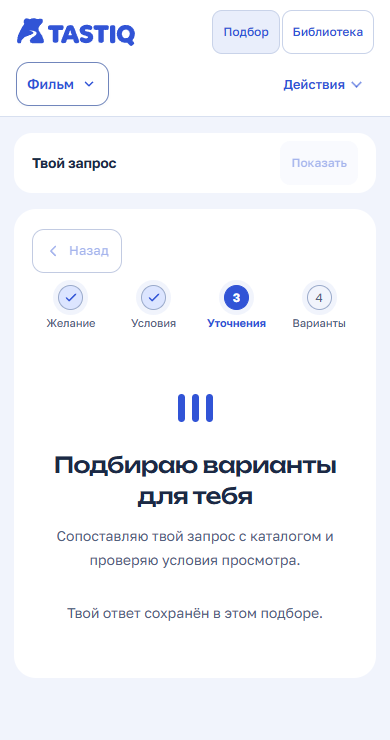 TASTIQ
Подбор
Библиотека
Фильм
Действия
Твой запрос
Показать
Назад
3
4
Желание
Условия
Уточнения
Варианты
Подбираю варианты
для тебя
Сопоставляю твой запрос с каталогом и
проверяю условия просмотра.
Твой ответ сохранён в этом подборе.